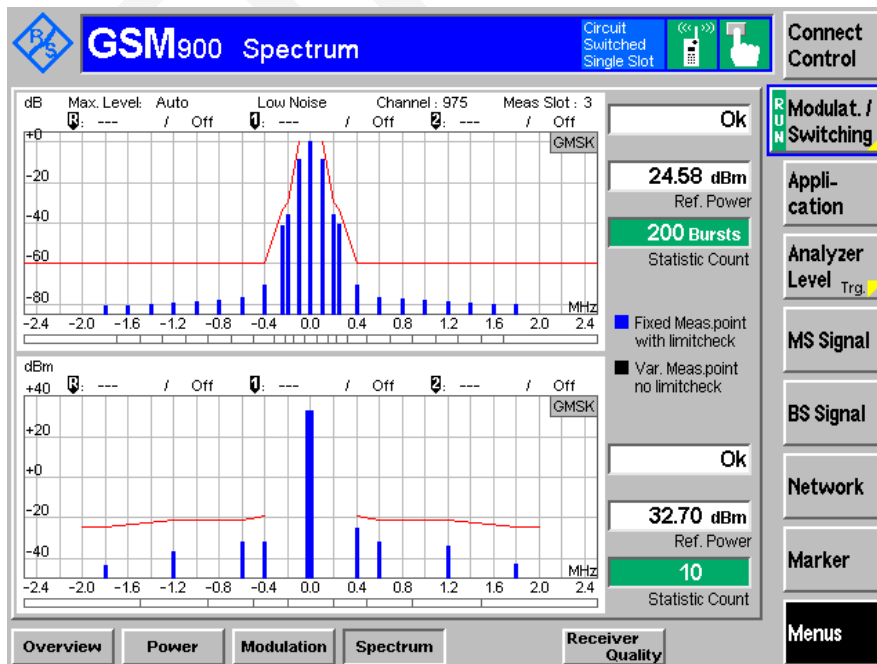 R&S
GSM900 Spectrum
Circuit Switched Single Slot
Connect Control
dB Max. Level: Auto Low Noise Channel : 975 Meas Slot : 3
R: --- / Off 1: --- / Off 2: --- / Off
GMSK
+0
-20
-40
-60
-80
MHz
-2.4 -2.0 -1.6 -1.2 -0.8 -0.4 0.0 0.4 0.8 1.2 1.6 2.0 2.4
Ok
24.58 dBm
Ref. Power
200 Bursts
Statistic Count
Fixed Meas.point
with limitcheck
Var. Meas.point
no limitcheck
dBm
R: --- / Off 1: --- / Off 2: --- / Off
GMSK
+40
+20
+0
-20
-40
MHz
-2.4 -2.0 -1.6 -1.2 -0.8 -0.4 0.0 0.4 0.8 1.2 1.6 2.0 2.4
Ok
32.70 dBm
Ref. Power
10
Statistic Count
RUN
Modulat. /
Switching
Appli-
cation
Analyzer
Level Trg.
MS Signal
BS Signal
Network
Marker
Menus
Overview
Power
Modulation
Spectrum
Receiver
Quality